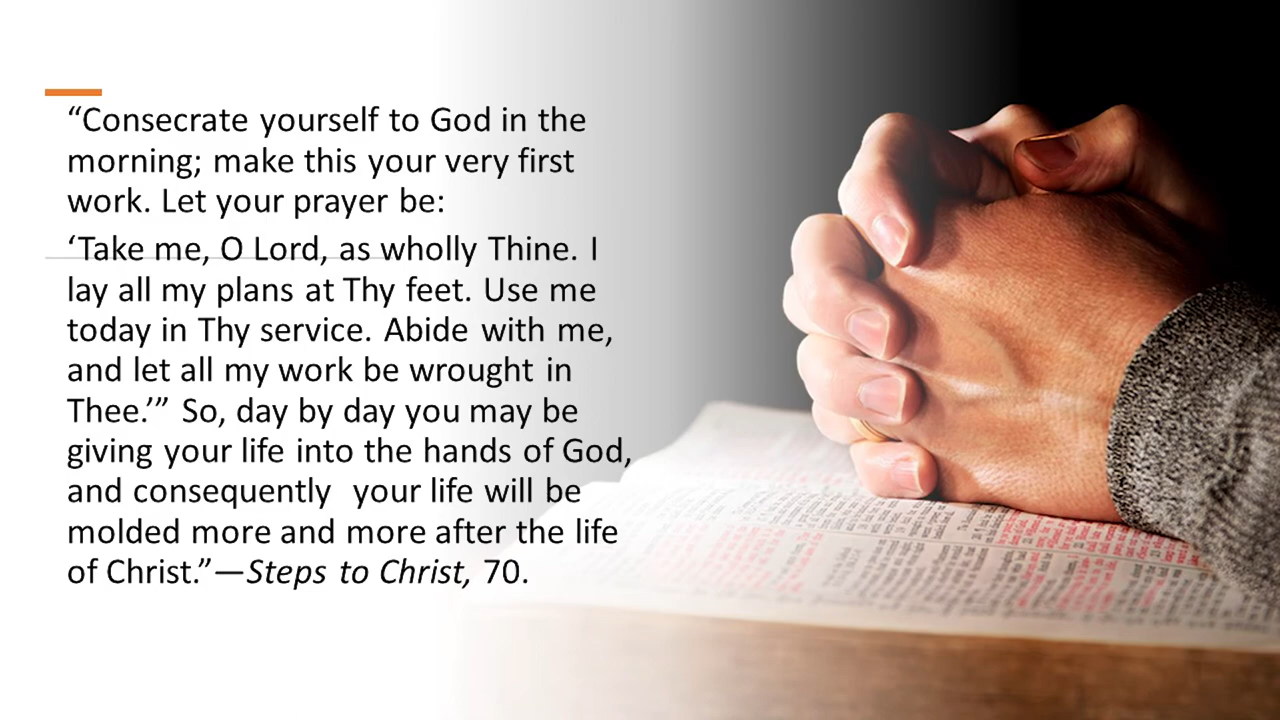 “Consecrate yourself to God in the
morning; make this your very first
work. Let your prayer be:
‘Take me, O Lord, as wholly Thine. I
lay all my plans at Thy feet. Use me
today in Thy service. Abide with me,
and let all my work be wrought in
Thee.’” So, day by day you may be
giving your life into the hands of God,
and consequently  your life will be
molded more and more after the life
of Christ.”—Steps to Christ, 70.